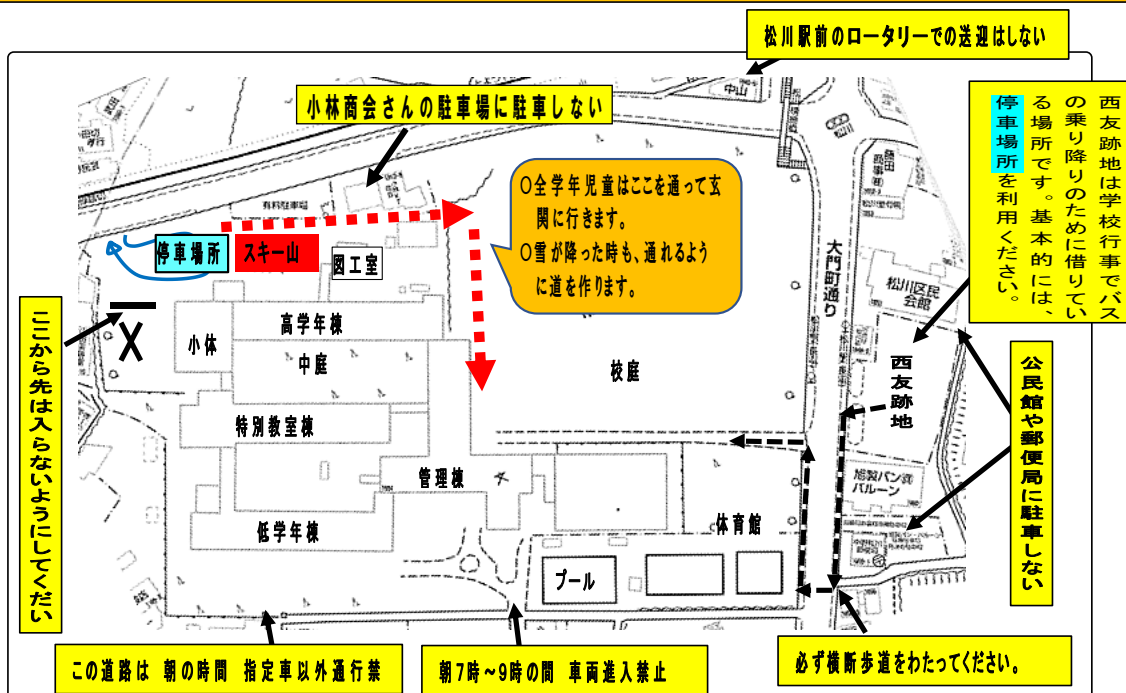 松川駅前のロータリーでの送迎はしない
小林商会さんの駐車場に駐車しない
西友跡地は学校行事でバス
の乗り降りのために借りてい
る場所です。基本的には、
停車場所を利用ください。
○全学年児童はここを通って玄
関に行きます。
○雪が降った時も、通れるよう
に道を作ります。
中山
有料駐車場
停車場所
スキー山
図工室
大門町通り
松川区民
会館
ここから先は入らないようにしてくだい
小体
高学年棟
中庭
校庭
西友跡地
公民館や郵便局に駐車しない
特別教室棟
管理棟
旭製パン㈲
バルーン
低学年棟
体育館
プール
この道路は 朝の時間 指定車以外通行禁
朝7時～9時の間 車両進入禁止
必ず横断歩道をわたってください。